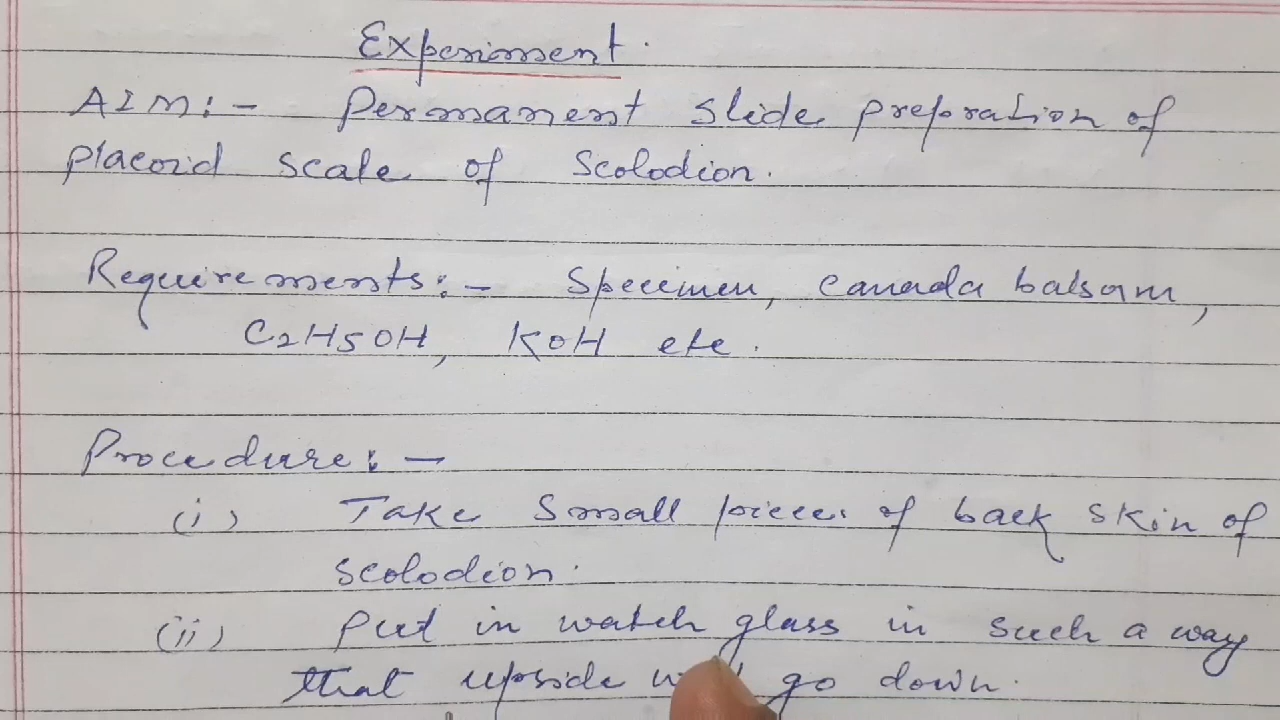 Experiment.
AIM:- Permanent slide preparation of
placoid scale of Scolodion.
Requirements:- Specimen, Canada balsam,
C2H5OH, KOH etc.
Procedure:-
(i) Take small pieces of back skin of
scolodion.
(ii) Put in watch glass in such a way
that upside go down.